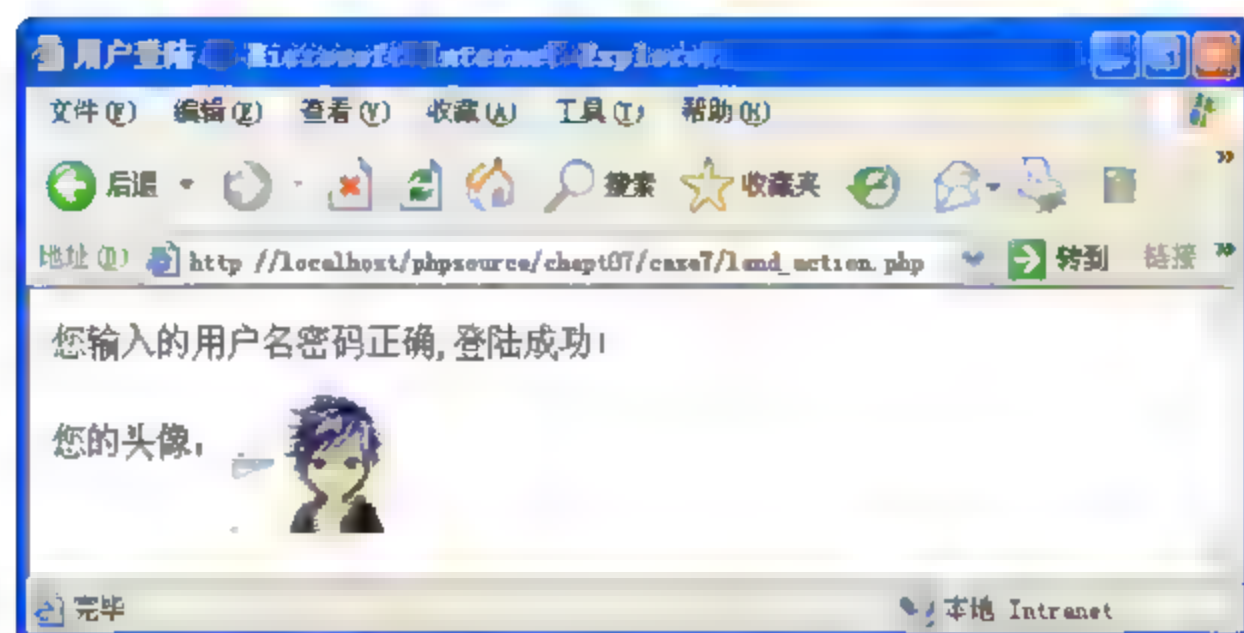 用户登陆 Microsoft Internet Explorer
文件(F) 编辑(E) 查看(V) 收藏(A) 工具(T) 帮助(H)
后退 搜索 收藏夹 »
地址(D) http //localhost/phpsource/chapt07/case7/land_action.php 转到 链接 »
您输入的用户名密码正确,登陆成功!
您的头像:
完毕 本地 Intranet